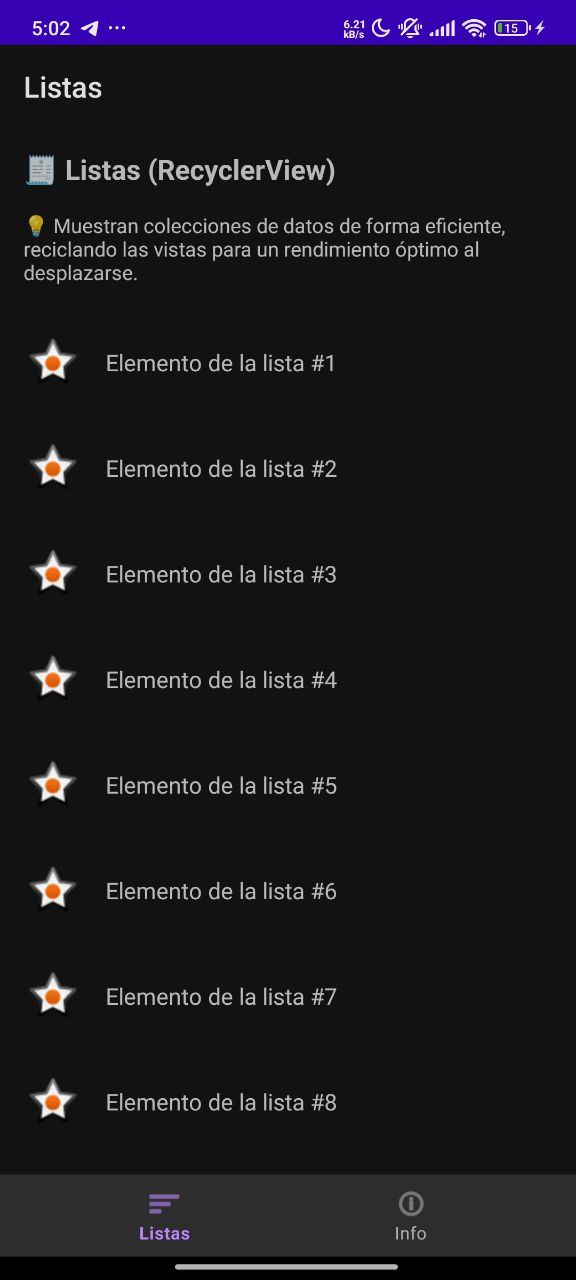 5:02 ...
6.21
kB/s
15
Listas
🧾 Listas (RecyclerView)
💡 Muestran colecciones de datos de forma eficiente,
reciclando las vistas para un rendimiento óptimo al
desplazarse.
Elemento de la lista #1
Elemento de la lista #2
Elemento de la lista #3
Elemento de la lista #4
Elemento de la lista #5
Elemento de la lista #6
Elemento de la lista #7
Elemento de la lista #8
Listas
Info